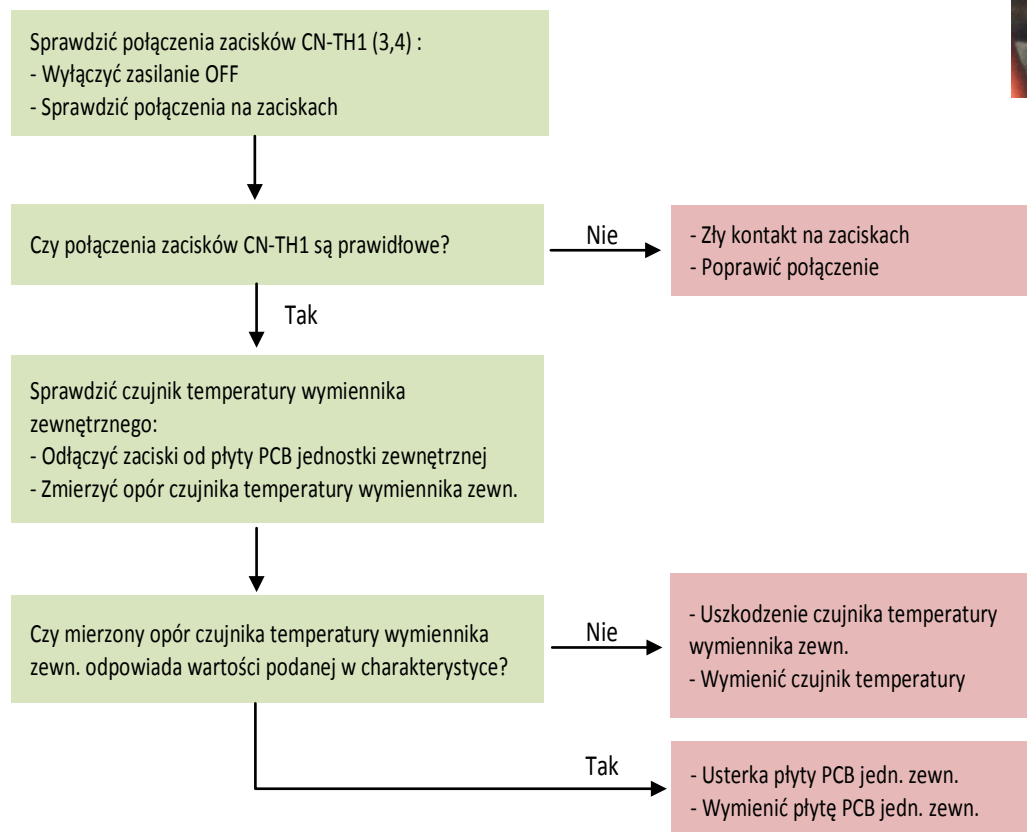 Sprawdzić połączenia zacisków CN-TH1 (3,4) :
- Wyłączyć zasilanie OFF
- Sprawdzić połączenia na zaciskach
Czy połączenia zacisków CN-TH1 są prawidłowe?
Nie
- Zły kontakt na zaciskach
- Poprawić połączenie
Tak
Sprawdzić czujnik temperatury wymiennika
zewnętrznego:
- Odłączyć zaciski od płyty PCB jednostki zewnętrznej
- Zmierzyć opór czujnika temperatury wymiennika zewn.
Czy mierzony opór czujnika temperatury wymiennika
zewn. odpowiada wartości podanej w charakterystyce?
Nie
- Uszkodzenie czujnika temperatury
wymiennika zewn.
- Wymienić czujnik temperatury
Tak
- Usterka płyty PCB jedn. zewn.
- Wymienić płytę PCB jedn. zewn.